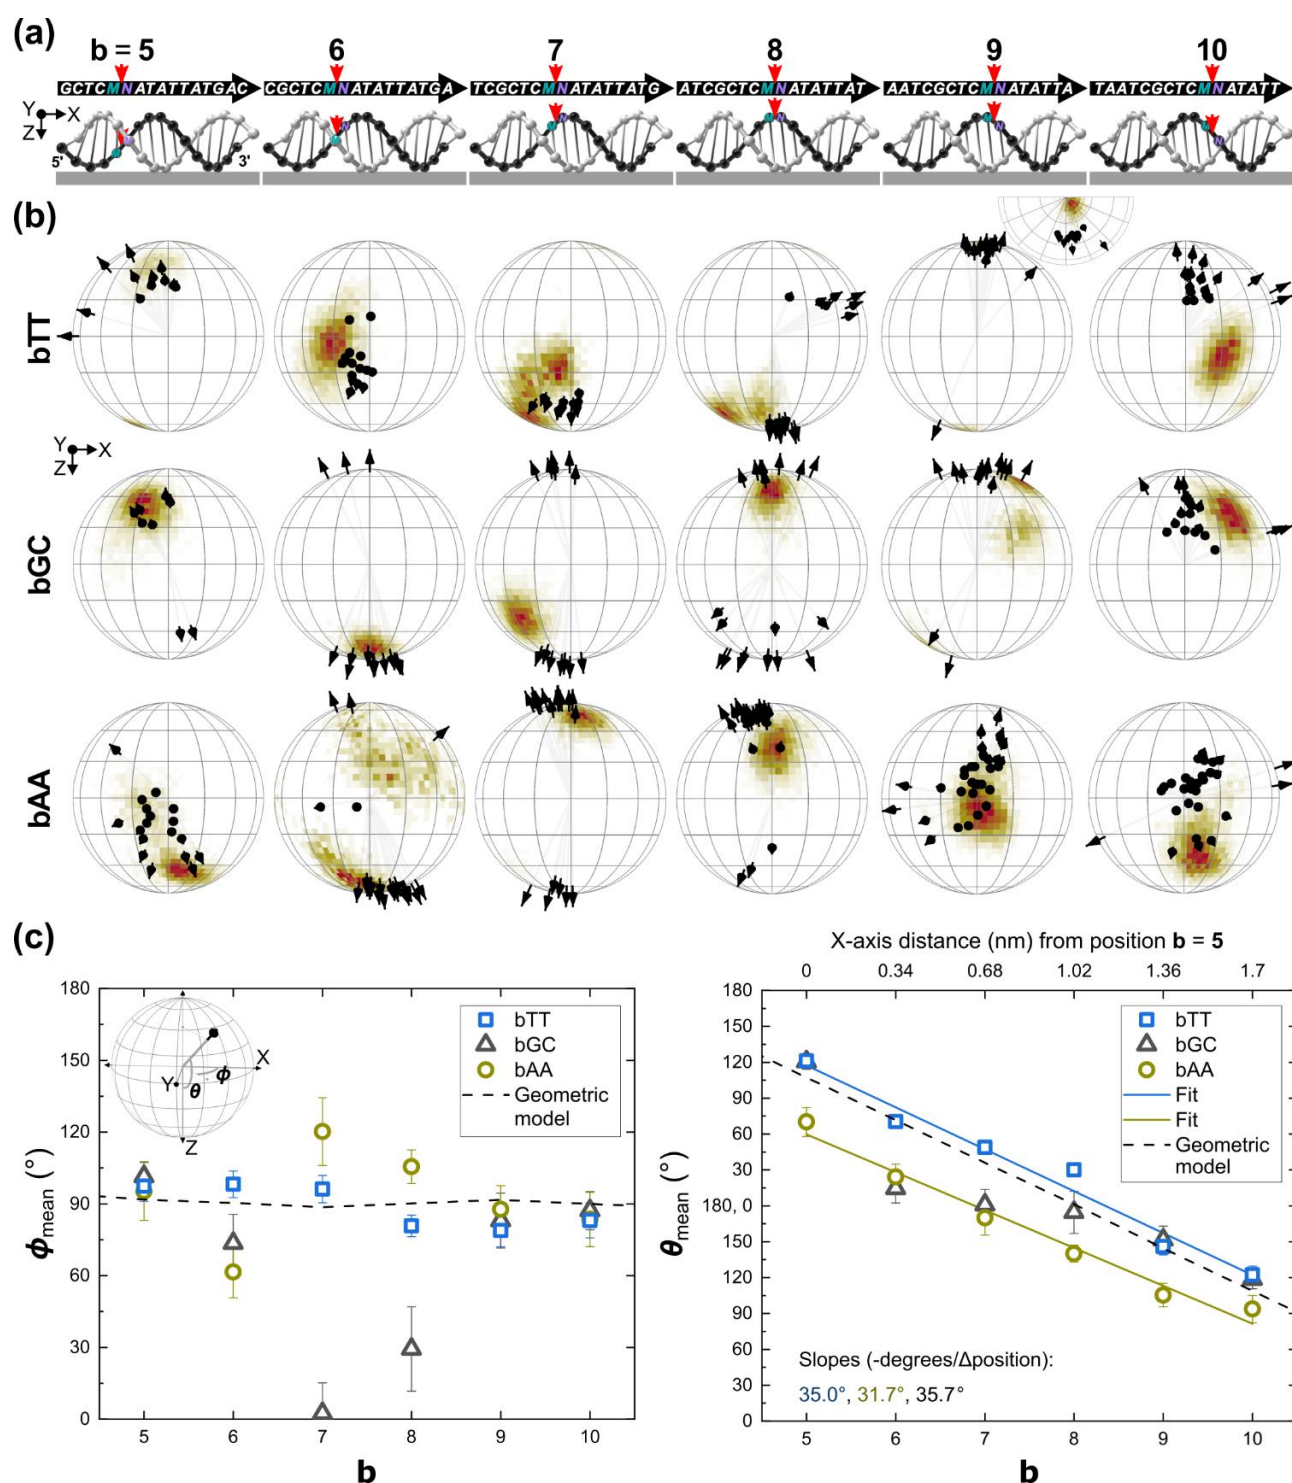 (a)
b = 5 6 7 8 9 10
GCTCMNATATTATGAC CGCTCMNATATTATGA TCGCTCMNATATTATG ATCGCTCMNATATTAT AATCGCTCMNATATTA TAATCGCTCMNATATT
Y X
Z
M N M N M N M N M N M N
5' 3'
(b)
bTT
Y X
Z
bGC
bAA
(c)
X-axis distance (nm) from position b = 5
0 0.34 0.68 1.02 1.36 1.7
180
150
120
90
60
30
0
ϕmean (°)
5 6 7 8 9 10
b
X
Y
ϕ
θ
Z
bTT
bGC
bAA
Geometric
model
180
150
120
90
60
30
180, 0
150
120
90
60
30
0
θmean (°)
bTT
bGC
bAA
Fit
Fit
Geometric
model
Slopes (-degrees/Δposition):
35.0°, 31.7°, 35.7°
5 6 7 8 9 10
b